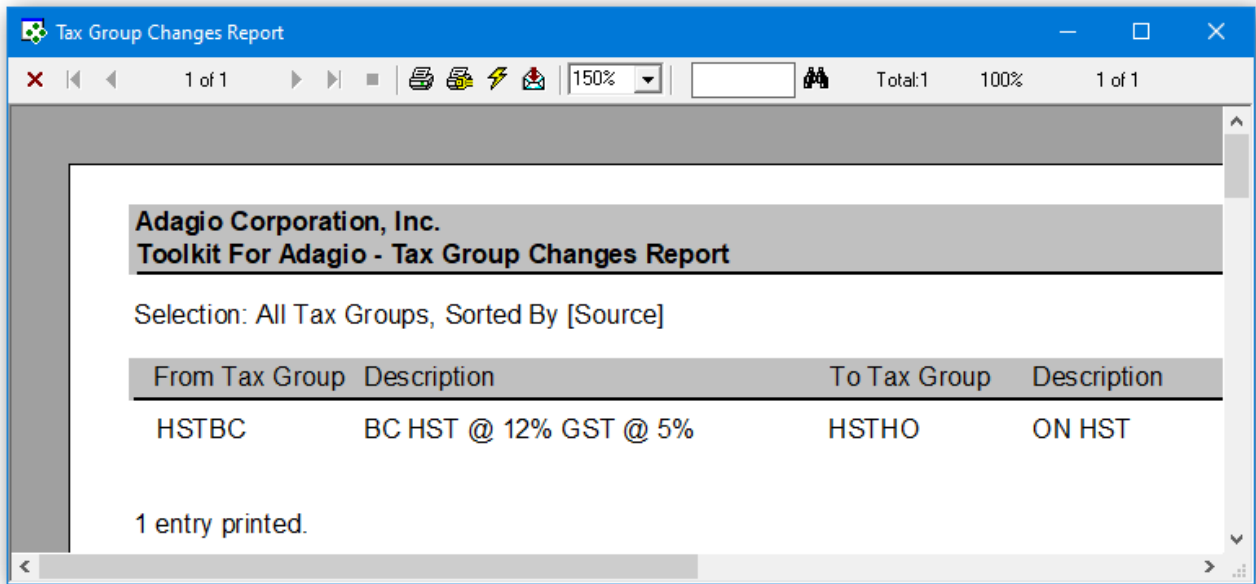 Tax Group Changes Report
1 of 1 150% Total:1 100% 1 of 1
Adagio Corporation, Inc.
Toolkit For Adagio - Tax Group Changes Report
Selection: All Tax Groups, Sorted By [Source]
From Tax Group Description To Tax Group Description
HSTBC BC HST @ 12% GST @ 5% HSTHO ON HST
1 entry printed.